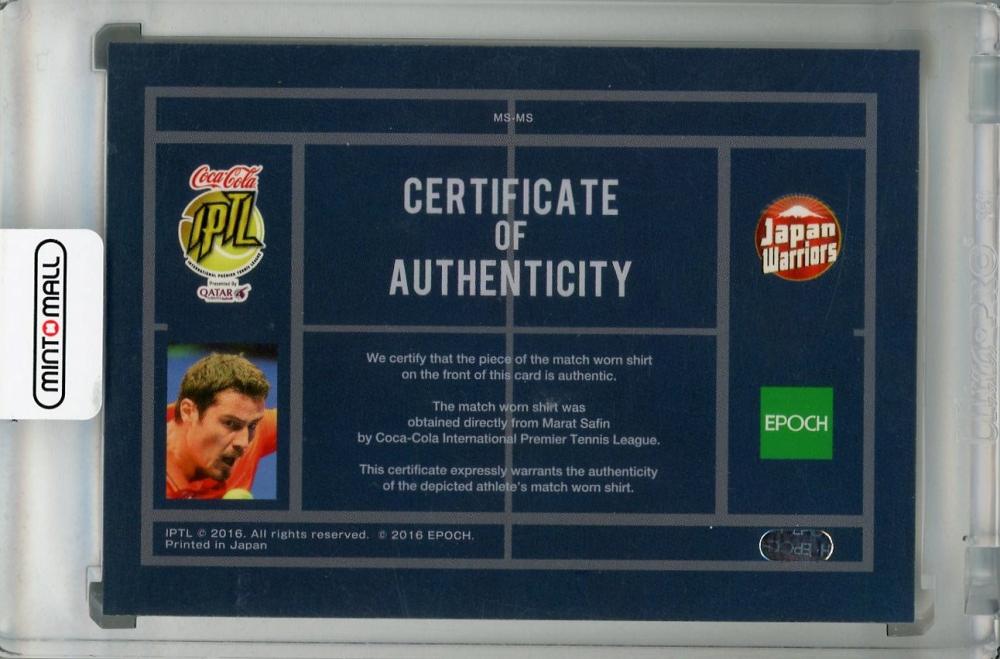 MS-MS
Coca-Cola
IPTL
INTERNATIONAL PREMIER TENNIS LEAGUE
Presented By
QATAR
CERTIFICATE
OF
AUTHENTICITY
Japan
Warriors
MINTMALL
We certify that the piece of the match worn shirt
on the front of this card is authentic.
The match worn shirt was
obtained directly from Marat Safin
by Coca-Cola International Premier Tennis League.
This certificate expressly warrants the authenticity
of the depicted athlete's match worn shirt.
EPOCH
IPTL © 2016. All rights reserved. © 2016 EPOCH.
Printed in Japan
EPOCH